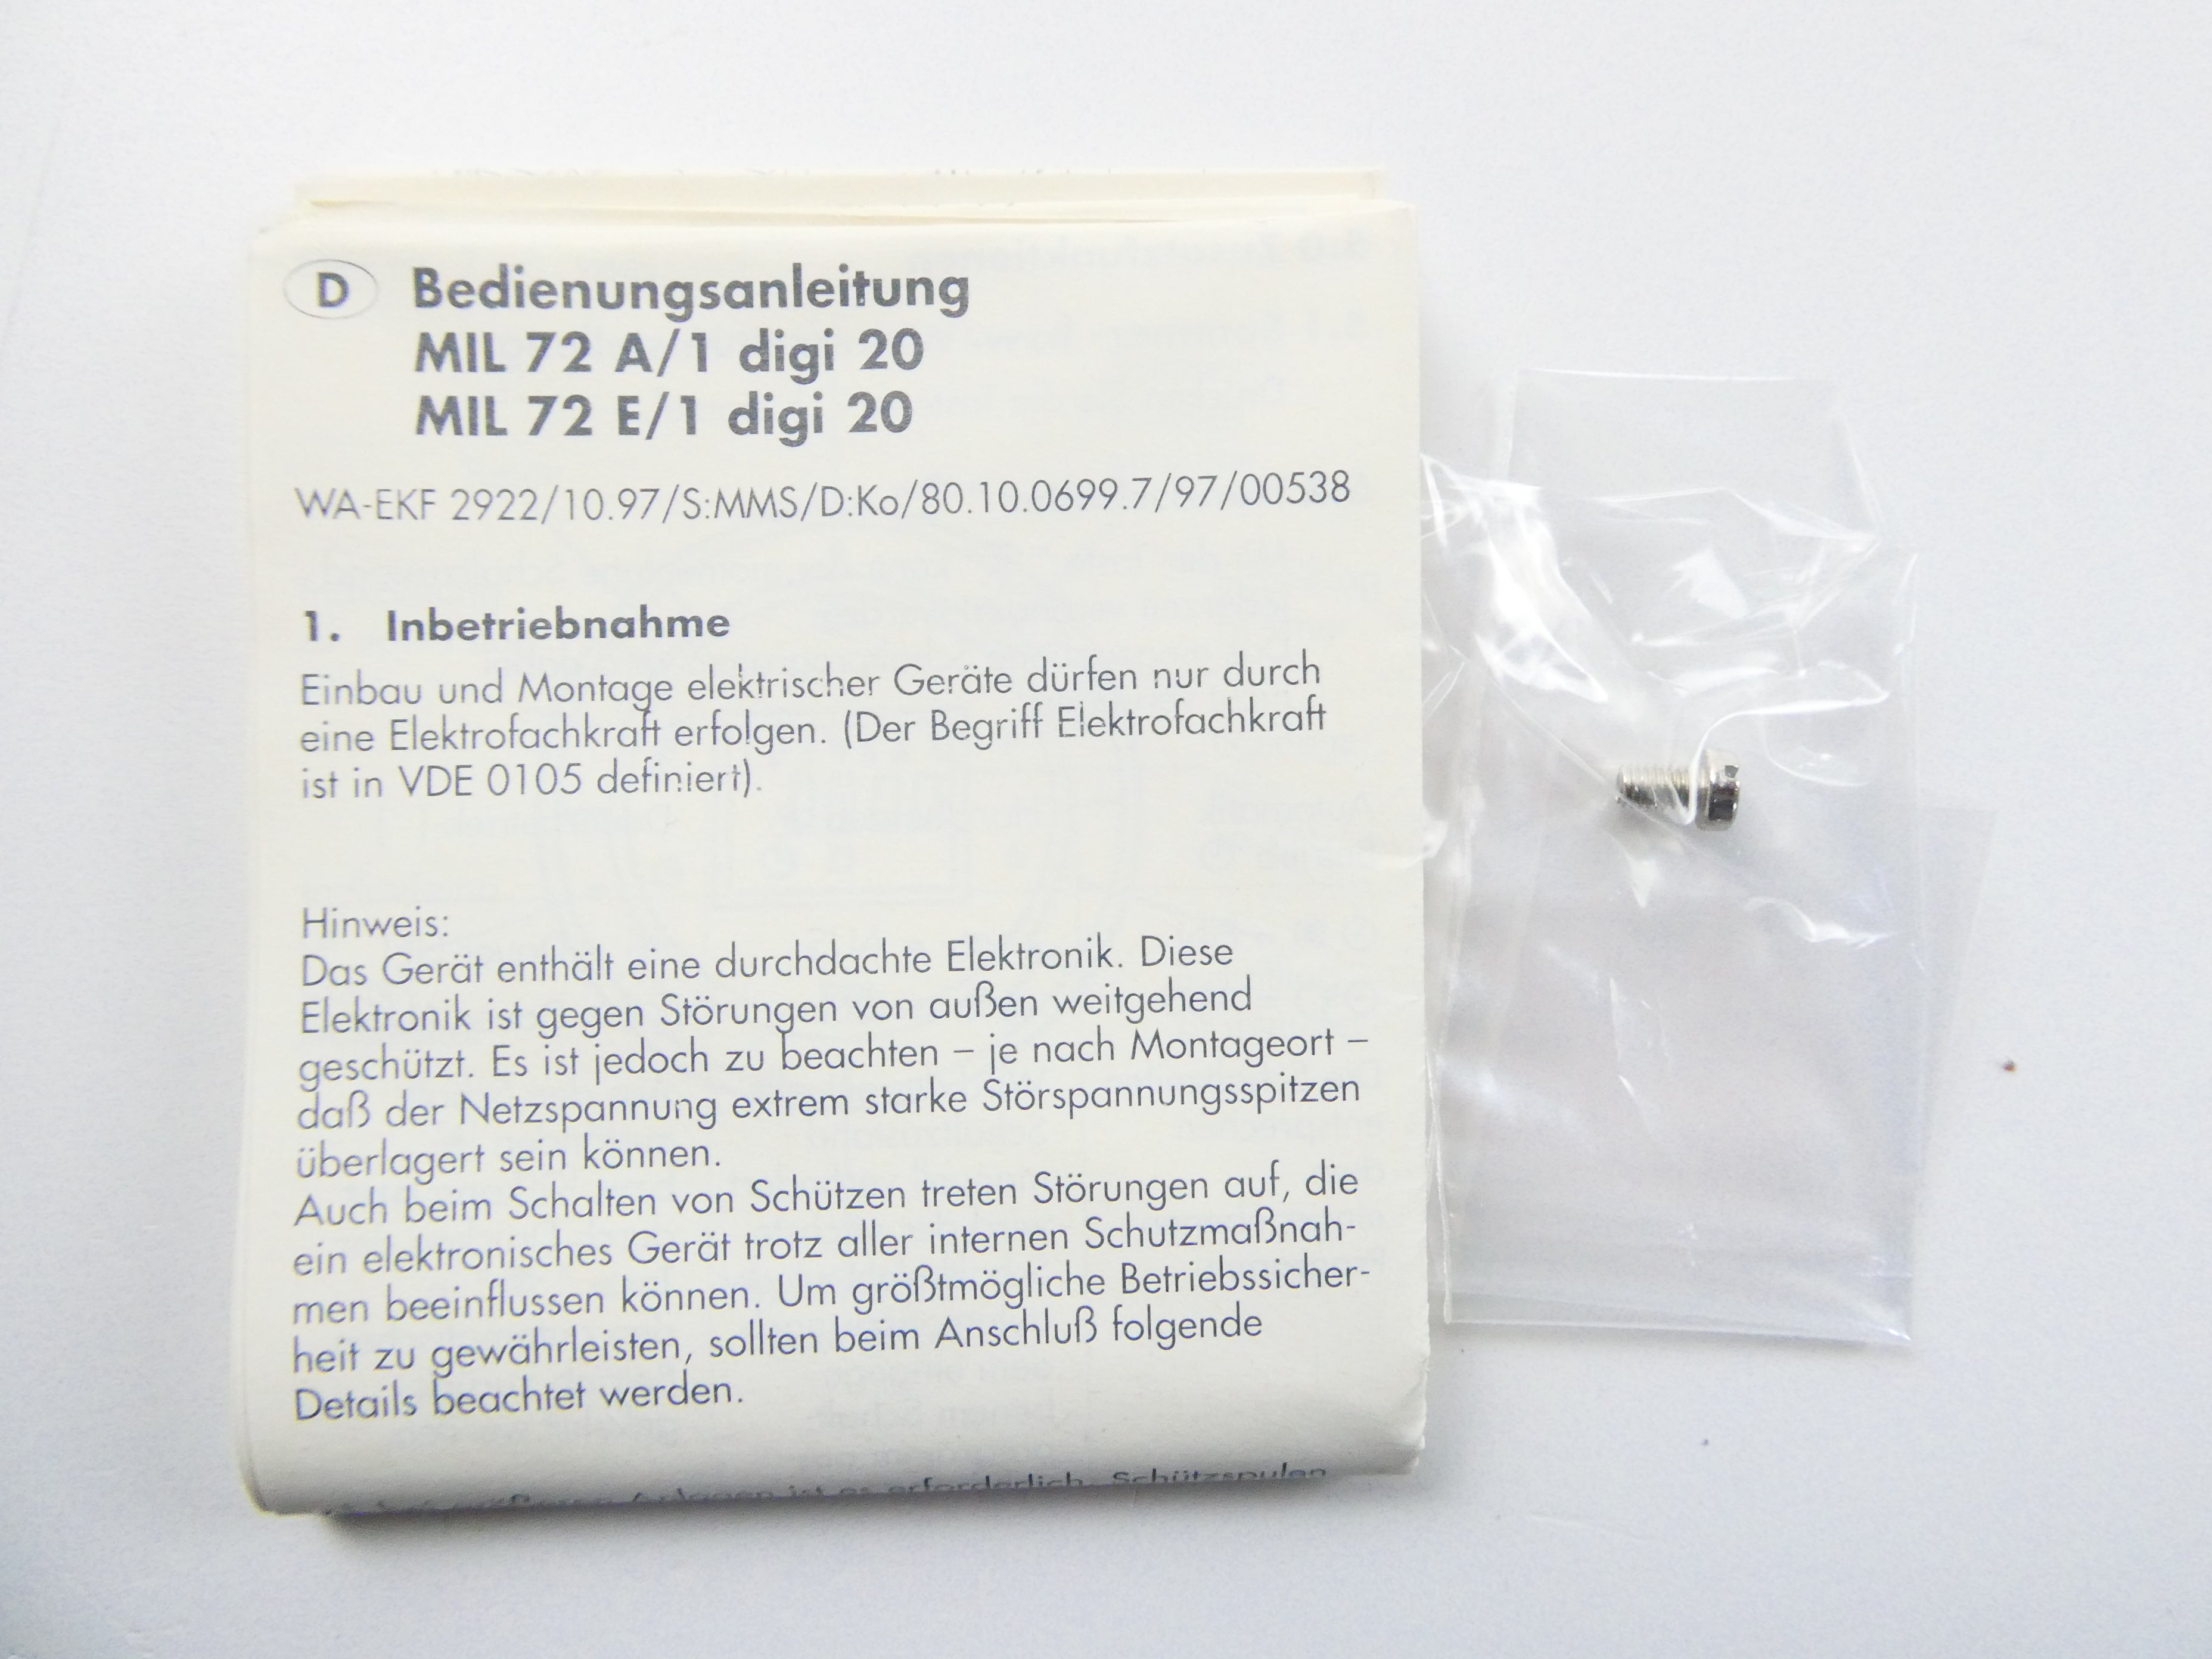 D Bedienungsanleitung
MIL 72 A/1 digi 20
MIL 72 E/1 digi 20
WA-EKF 2922/10.97/S:MMS/D:Ko/80.10.0699.7/97/00538
1. Inbetriebnahme
Einbau und Montage elektrischer Geräte dürfen nur durch
eine Elektrofachkraft erfolgen. (Der Begriff Elektrofachkraft
ist in VDE 0105 definiert).
Hinweis:
Das Gerät enthält eine durchdachte Elektronik. Diese
Elektronik ist gegen Störungen von außen weitgehend
geschützt. Es ist jedoch zu beachten – je nach Montageort –
daß der Netzspannung extrem starke Störspannungsspitzen
überlagert sein können.
Auch beim Schalten von Schützen treten Störungen auf, die
ein elektronisches Gerät trotz aller internen Schutzmaßnah-
men beeinflussen können. Um größtmögliche Betriebssicher-
heit zu gewährleisten, sollten beim Anschluß folgende
Details beachtet werden.
Anlagen ist es erforderlich, Schützspulen